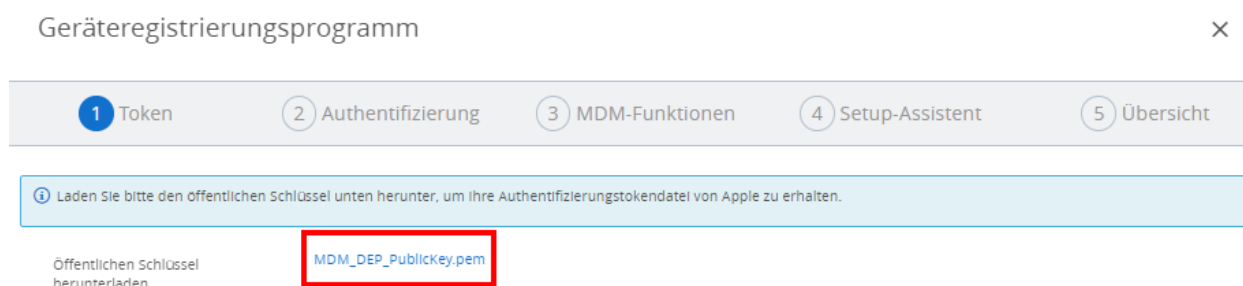 Geräteregistrierungsprogramm
1 Token 2 Authentifizierung 3 MDM-Funktionen 4 Setup-Assistent 5 Übersicht
Laden Sie bitte den öffentlichen Schlüssel unten herunter, um Ihre Authentifizierungstokendatei von Apple zu erhalten.
Öffentlichen Schlüssel MDM_DEP_PublicKey.pem
herunterladen